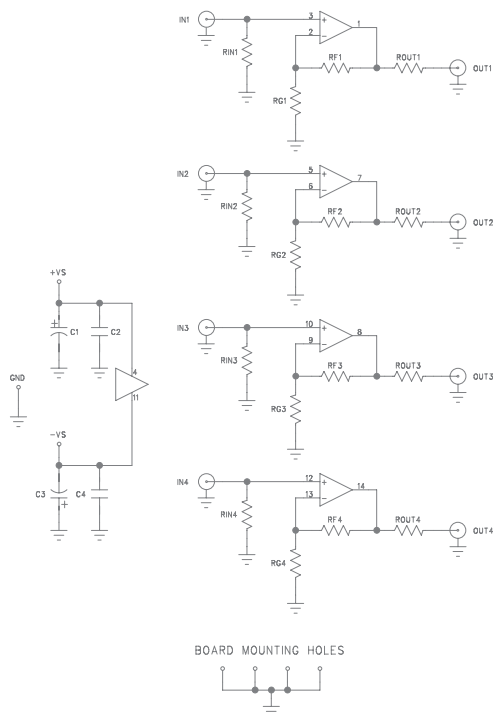 IN1
3
+
1
2
−
RIN1
RF1
ROUT1
OUT1
RG1
IN2
5
+
7
6
−
RIN2
RF2
ROUT2
OUT2
RG2
+VS
+
C1
C2
IN3
10
+
8
9
−
RIN3
RF3
ROUT3
OUT3
RG3
GND
4
11
−VS
C3
C4
+
IN4
12
+
14
13
−
RIN4
RF4
ROUT4
OUT4
RG4
BOARD MOUNTING HOLES